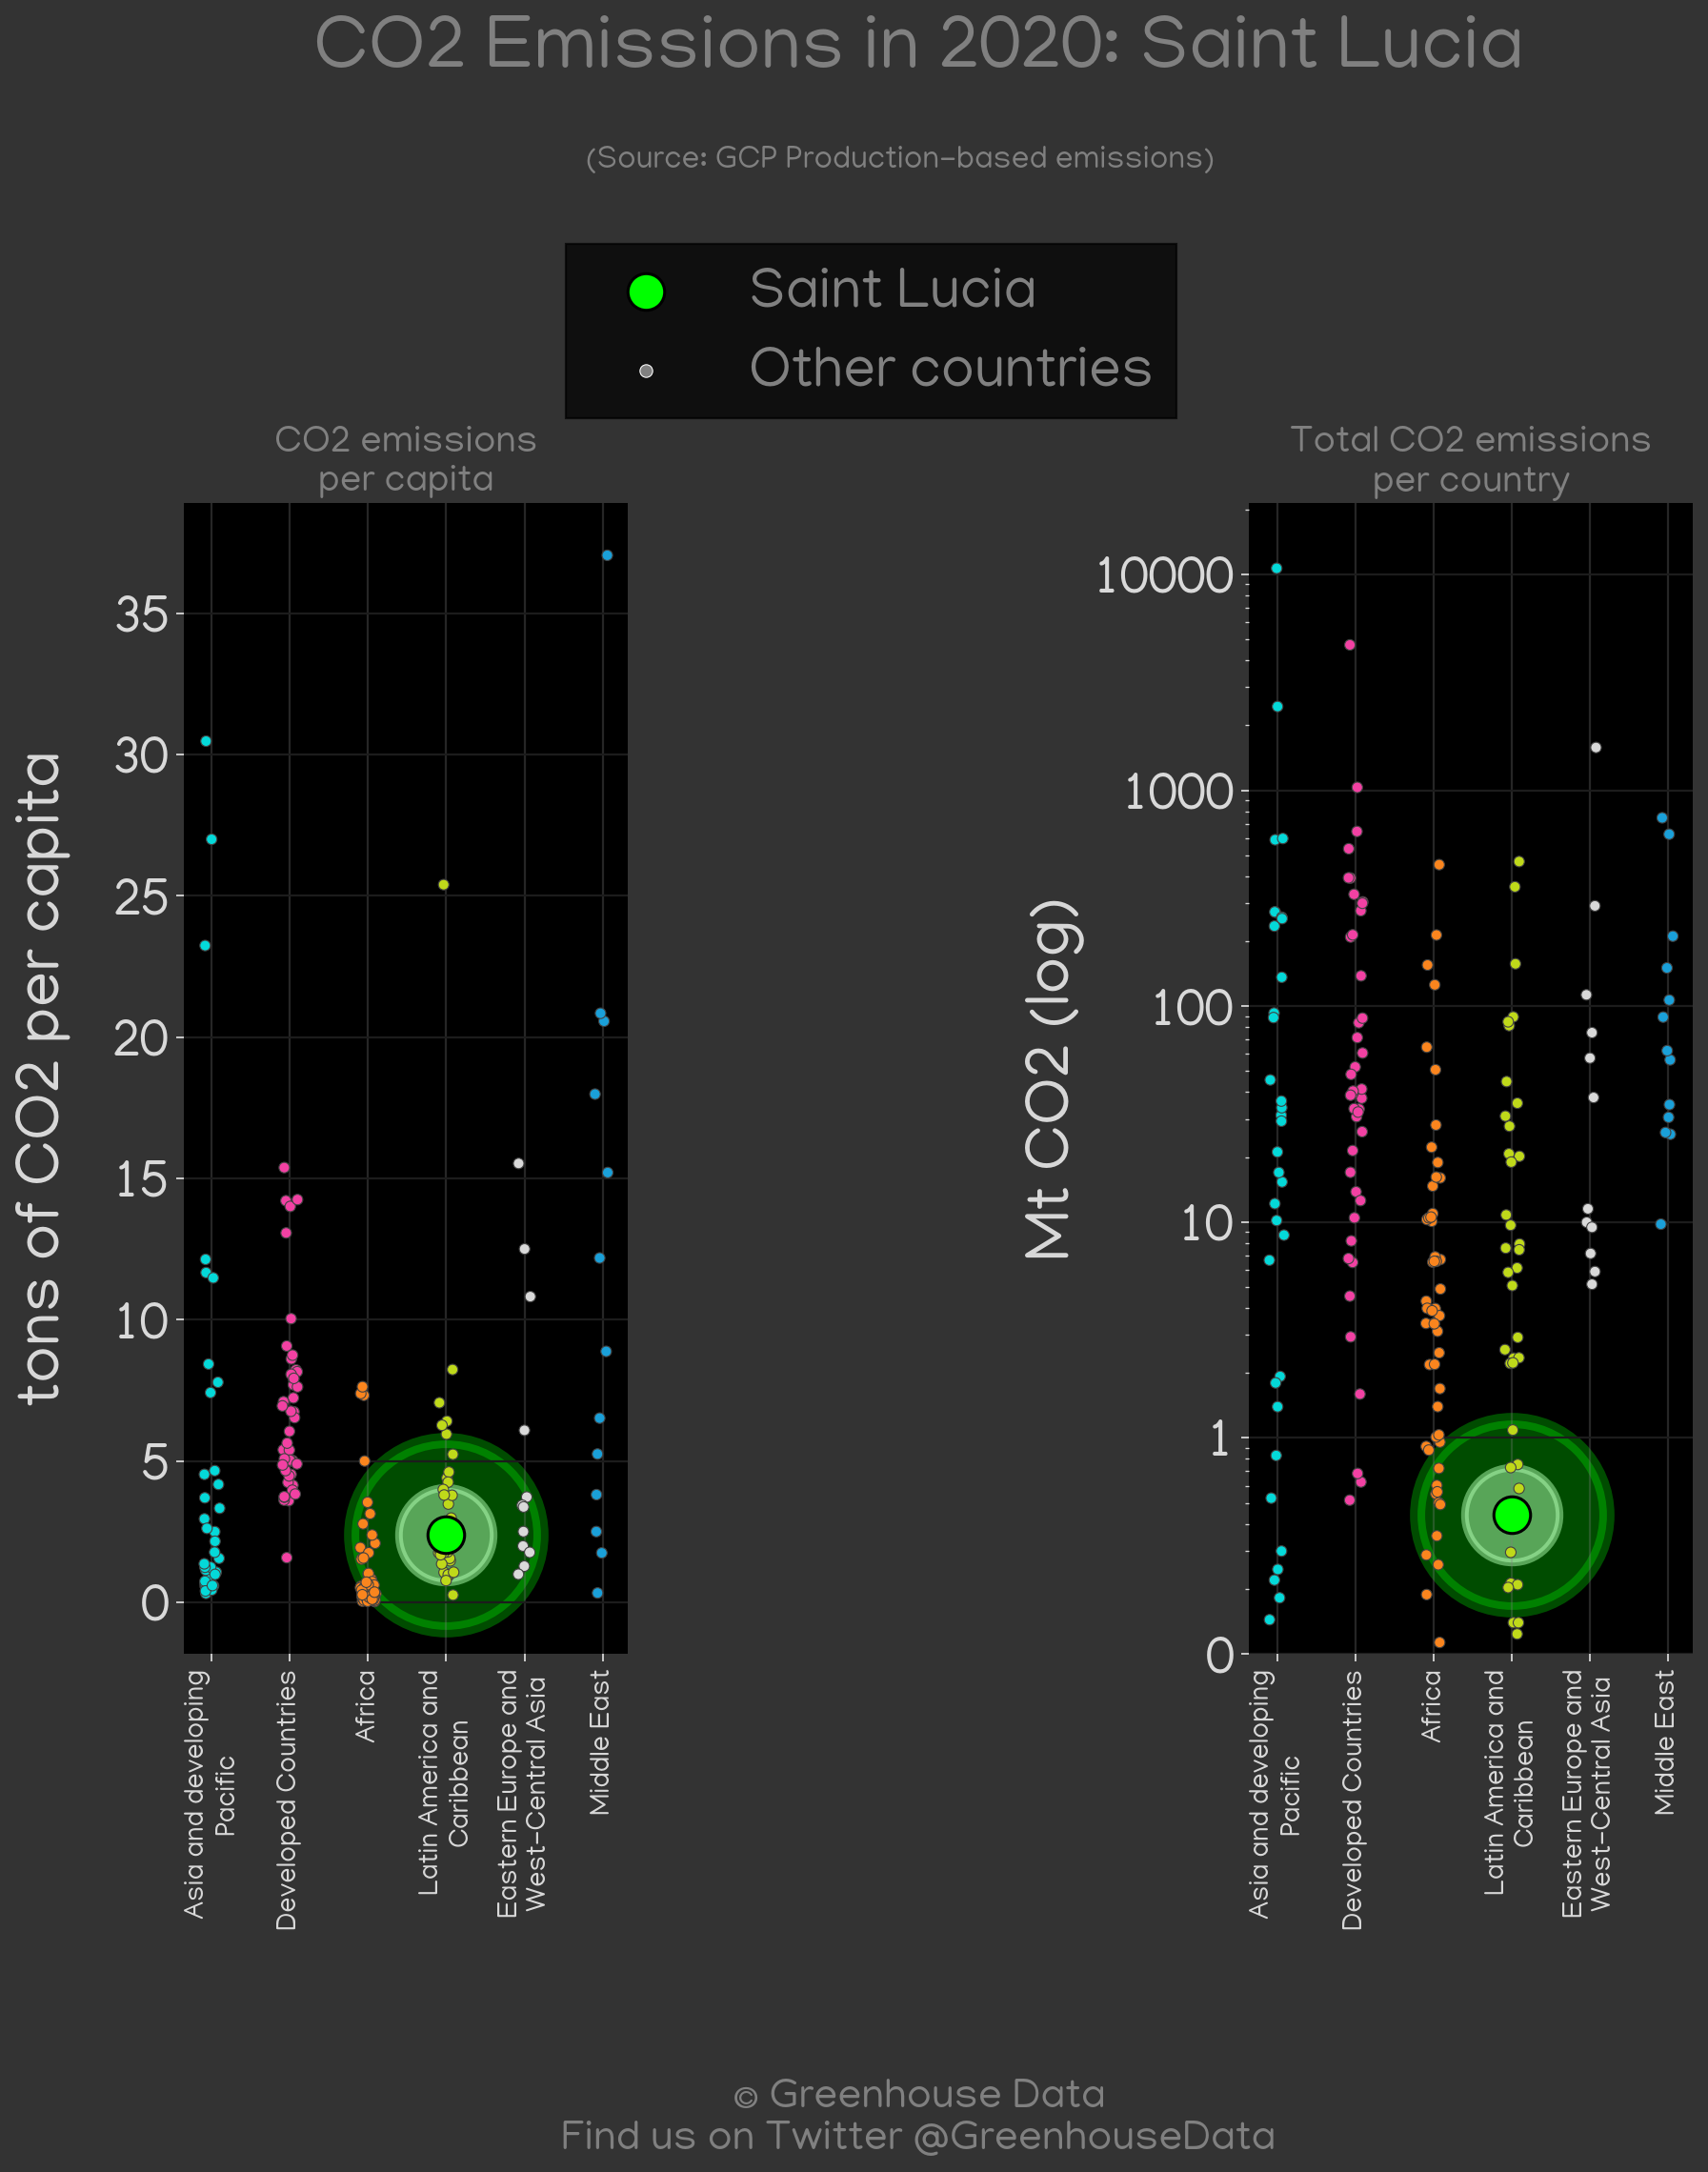 CO2 Emissions in 2020: Saint Lucia
(Source: GCP Production-based emissions)
Saint Lucia
Other countries
CO2 emissions
per capita
tons of CO2 per capita
35
30
25
20
15
10
5
0
Asia and developing
Pacific
Developed Countries
Africa
Latin America and
Caribbean
Eastern Europe and
West-Central Asia
Middle East
Total CO2 emissions
per country
Mt CO2 (log)
10000
1000
100
10
1
0
Asia and developing
Pacific
Developed Countries
Africa
Latin America and
Caribbean
Eastern Europe and
West-Central Asia
Middle East
© Greenhouse Data
Find us on Twitter @GreenhouseData